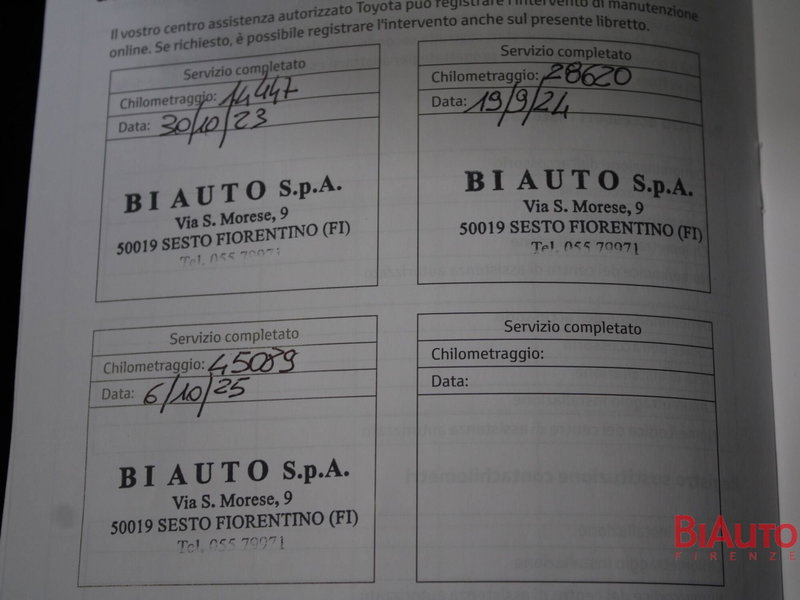 Il vostro centro assistenza autorizzato Toyota può registrare l'intervento di manutenzione
online. Se richiesto, è possibile registrare l'intervento anche sul presente libretto.
Servizio completato
Chilometraggio: 14447
Data: 30/10/23
BI AUTO S.p.A.
Via S. Morese, 9
50019 SESTO FIORENTINO (FI)
Tel. 055 79971
Servizio completato
Chilometraggio: 28620
Data: 19/9/24
BI AUTO S.p.A.
Via S. Morese, 9
50019 SESTO FIORENTINO (FI)
Tel. 055 79971
Servizio completato
Chilometraggio: 45089
Data: 6/10/25
BI AUTO S.p.A.
Via S. Morese, 9
50019 SESTO FIORENTINO (FI)
Tel. 055 79971
Servizio completato
Chilometraggio:
Data:
BIAUTO
FIRENZE